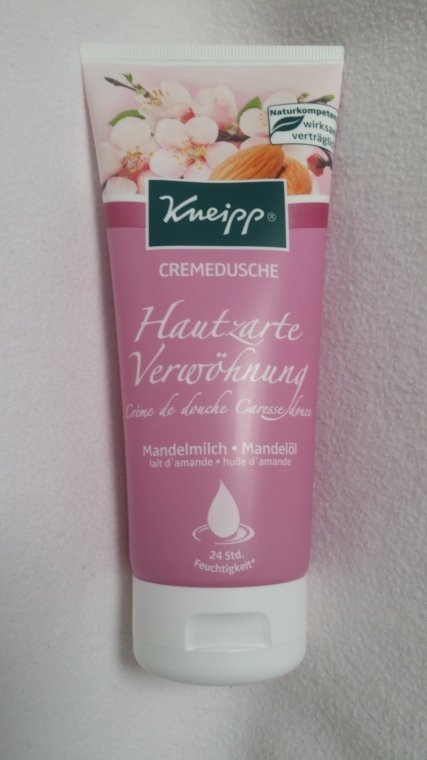 Naturkompetenz
wirksam
verträglich
Kneipp®
CREMEDUSCHE
Hautzarte
Verwöhnung
Crème de douche Caresse douce
Mandelmilch • Mandelöl
lait d'amande • huile d'amande
24 Std.
Feuchtigkeit*